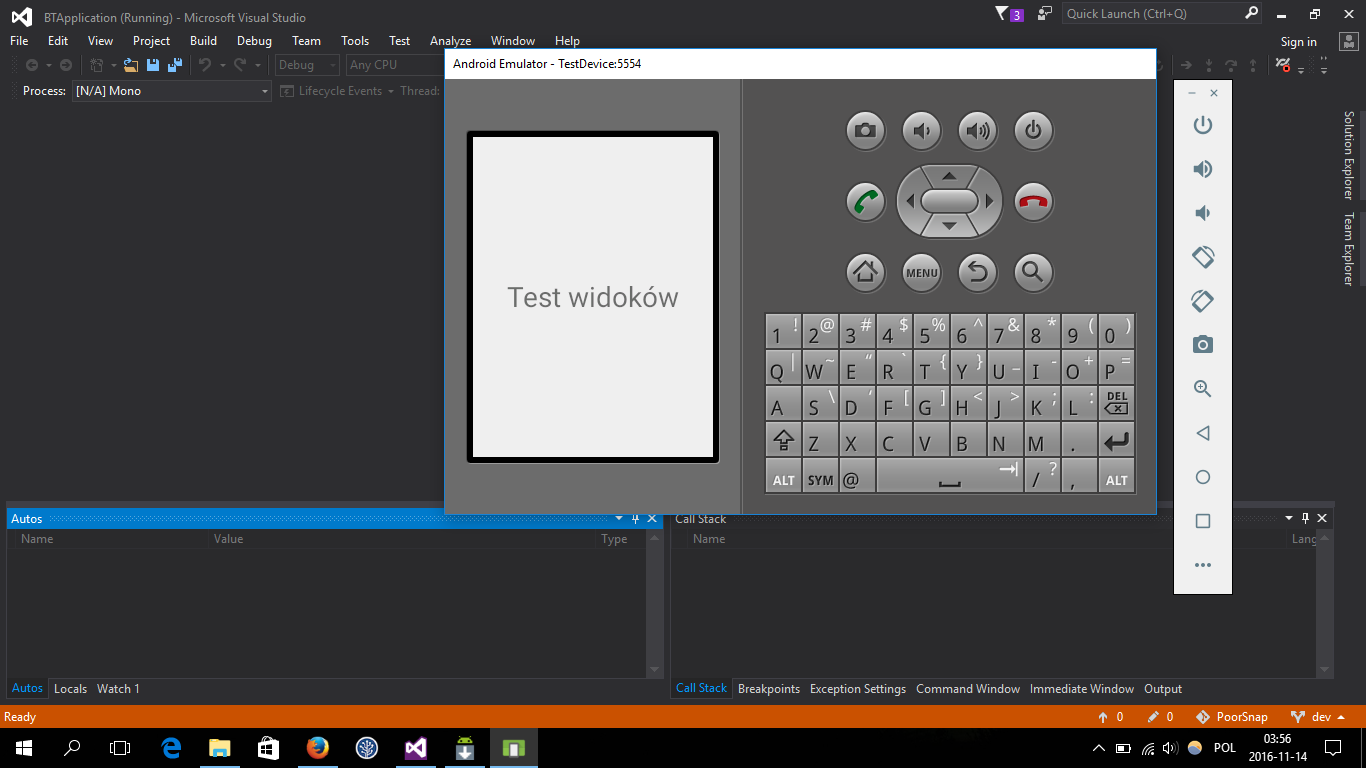 BTApplication (Running) - Microsoft Visual Studio
3
Quick Launch (Ctrl+Q)
File Edit View Project Build Debug Team Tools Test Analyze Window Help
Sign in
Debug Any CPU
Process: [N/A] Mono Lifecycle Events Thread:
Android Emulator - TestDevice:5554
Test widoków
MENU
1 ! 2 @ 3 # 4 $ 5 % 6 ^ 7 & 8 * 9 ( 0 )
Q | W ~ E “ R ` T { Y } U _ I - O + P =
A S \ D ‘ F [ G ] H < J > K ; L : DEL
Z X C V B N M .
ALT SYM @ / ? , ALT
Solution Explorer
Team Explorer
Autos
Name Value Type
Call Stack
Name Lang
Autos Locals Watch 1
Call Stack Breakpoints Exception Settings Command Window Immediate Window Output
Ready
0 0 PoorSnap dev
POL
03:56
2016-11-14